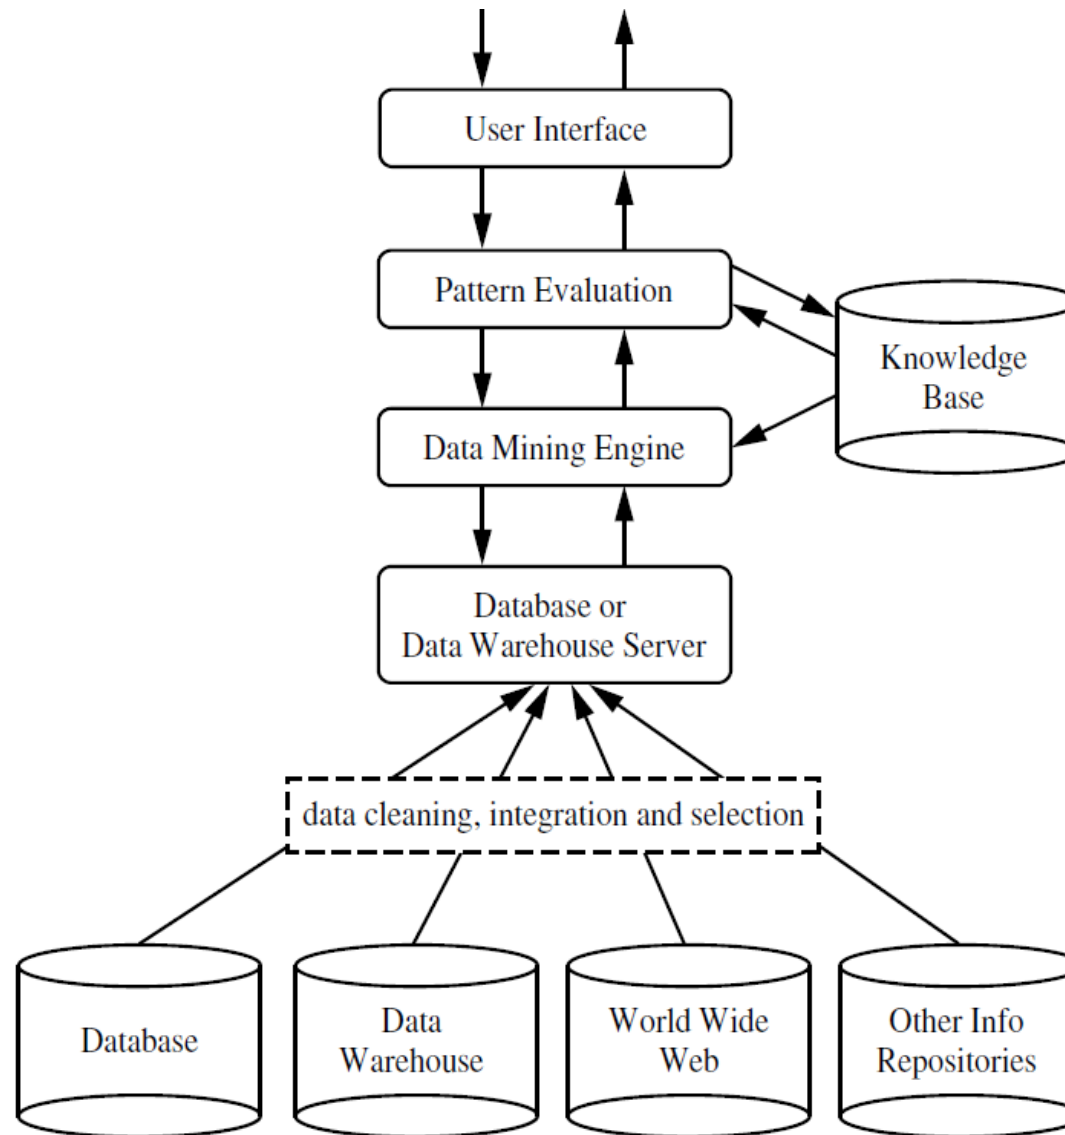 User Interface
Pattern Evaluation
Knowledge
Base
Data Mining Engine
Database or
Data Warehouse Server
data cleaning, integration and selection
Database
Data
Warehouse
World Wide
Web
Other Info
Repositories